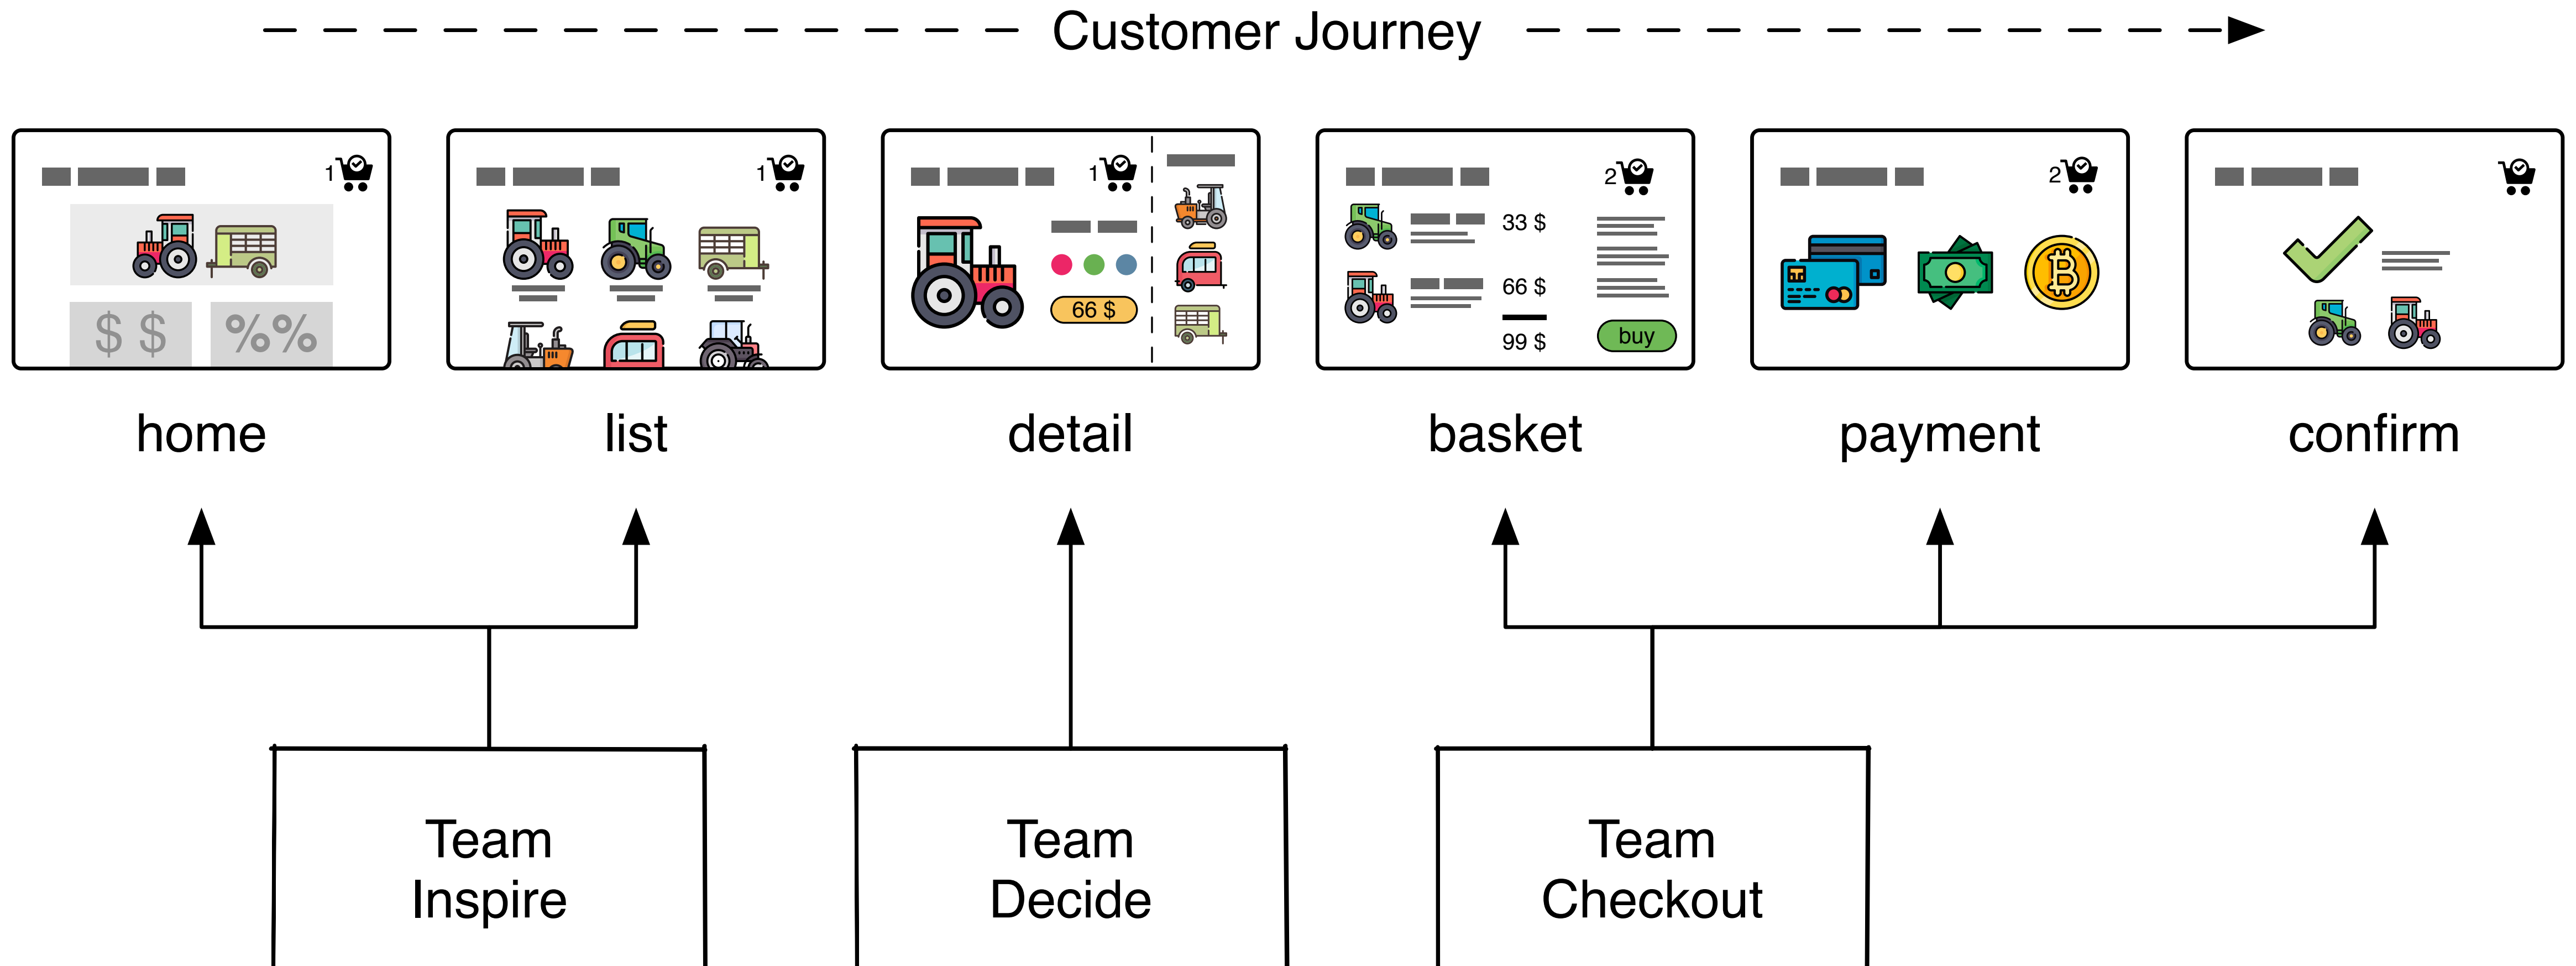 Customer Journey
1
1
1
2
2
$ $
%%
66 $
33 $
66 $
99 $
buy
home
list
detail
basket
payment
confirm
Team
Inspire
Team
Decide
Team
Checkout